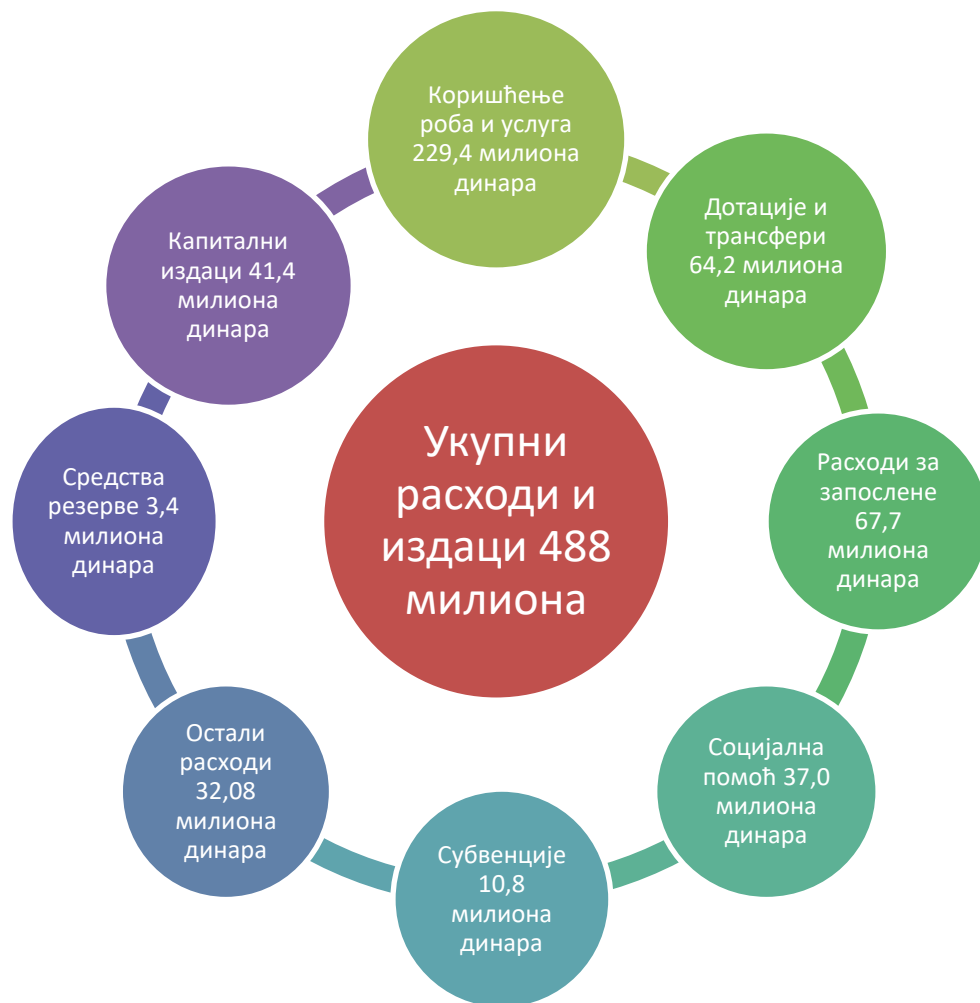 Коришћење
роба и услуга
229,4 милиона
динара
Дотације и
трансфери
64,2 милиона
динара
Расходи за
запослене
67,7
милиона
динара
Социјална
помоћ 37,0
милиона
динара
Субвенције
10,8
милиона
динара
Остали
расходи
32,08
милиона
динара
Средства
резерве 3,4
милиона
динара
Капитални
издаци 41,4
милиона
динара
Укупни
расходи и
издаци 488
милиона